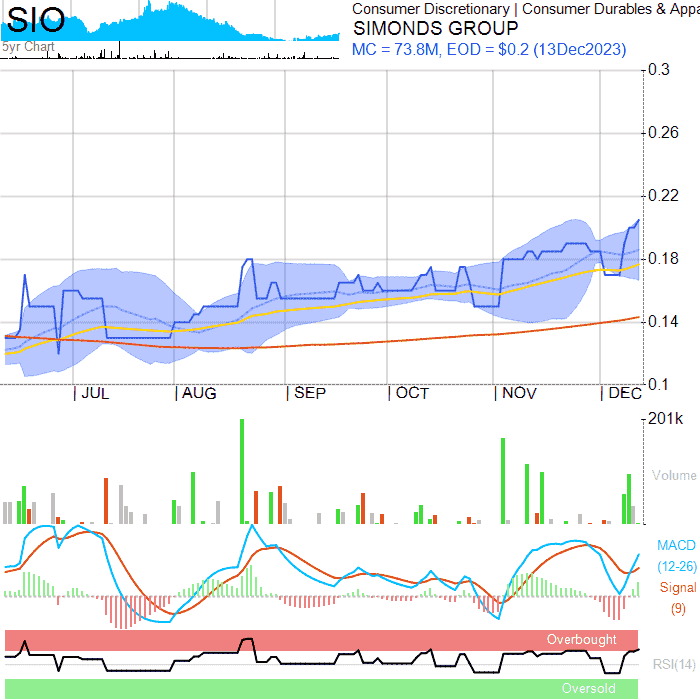 SIO
5yr Chart
Consumer Discretionary | Consumer Durables & Appa
SIMONDS GROUP
MC = 73.8M, EOD = $0.2 (13Dec2023)
0.3
0.26
0.22
0.18
0.14
0.1
| JUL | AUG | SEP | OCT | NOV | DEC
201k
Volume
MACD
(12-26)
Signal
(9)
Overbought
RSI(14)
Oversold